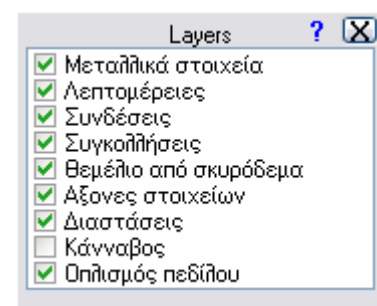 Layers ? X
Μεταλλικά στοιχεία
Λεπτομέρειες
Συνδέσεις
Συγκολλήσεις
Θεμέλιο από σκυρόδεμα
Αξονες στοιχείων
Διαστάσεις
Κάνναβος
Οπλισμός πεδίλου